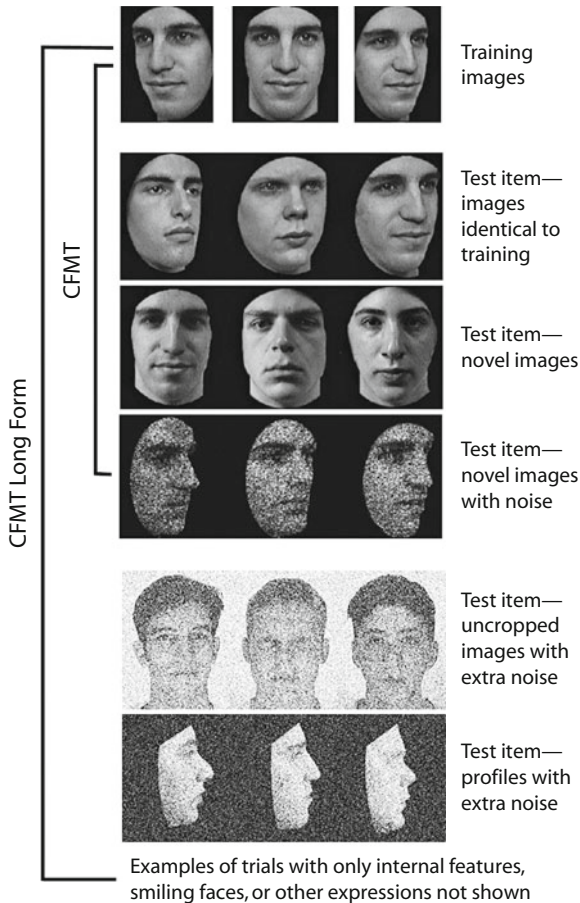 Training
images
Test item—
images
identical to
training
CFMT
Test item—
novel images
Test item—
novel images
with noise
CFMT Long Form
Test item—
uncropped
images with
extra noise
Test item—
profiles with
extra noise
Examples of trials with only internal features,
smiling faces, or other expressions not shown